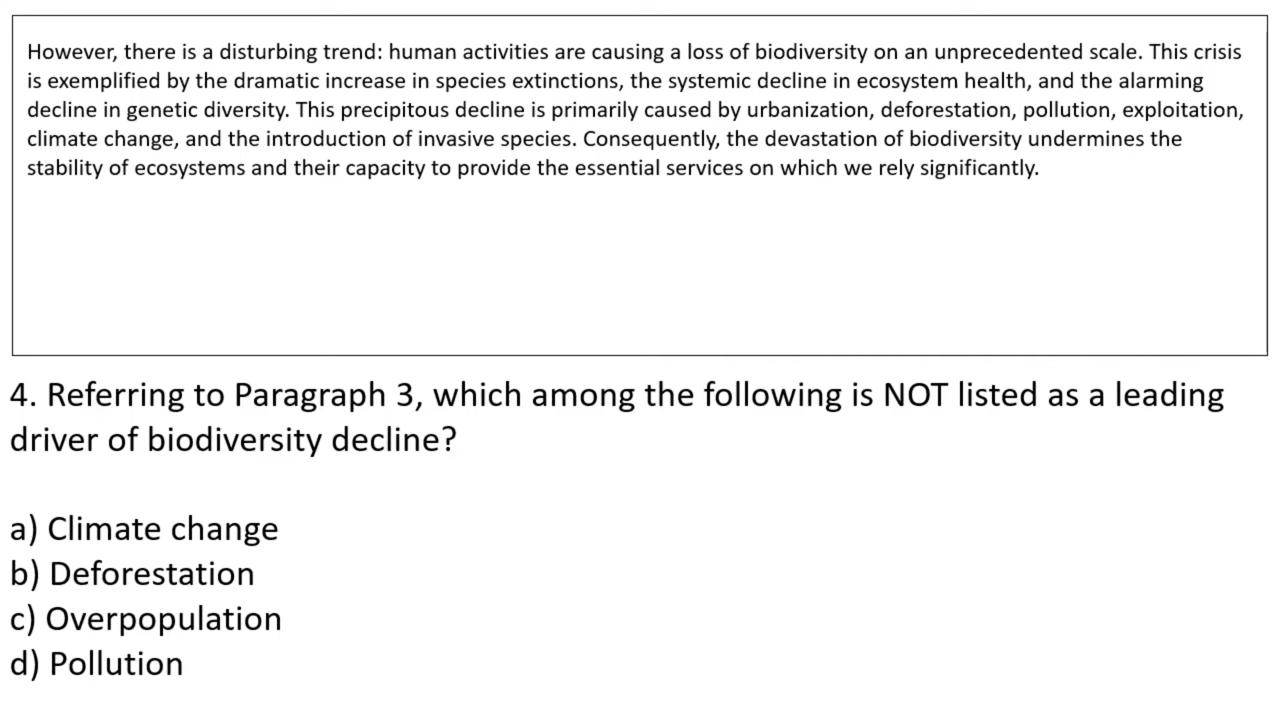 However, there is a disturbing trend: human activities are causing a loss of biodiversity on an unprecedented scale. This crisis
is exemplified by the dramatic increase in species extinctions, the systemic decline in ecosystem health, and the alarming
decline in genetic diversity. This precipitous decline is primarily caused by urbanization, deforestation, pollution, exploitation,
climate change, and the introduction of invasive species. Consequently, the devastation of biodiversity undermines the
stability of ecosystems and their capacity to provide the essential services on which we rely significantly.
4. Referring to Paragraph 3, which among the following is NOT listed as a leading
driver of biodiversity decline?
a) Climate change
b) Deforestation
c) Overpopulation
d) Pollution